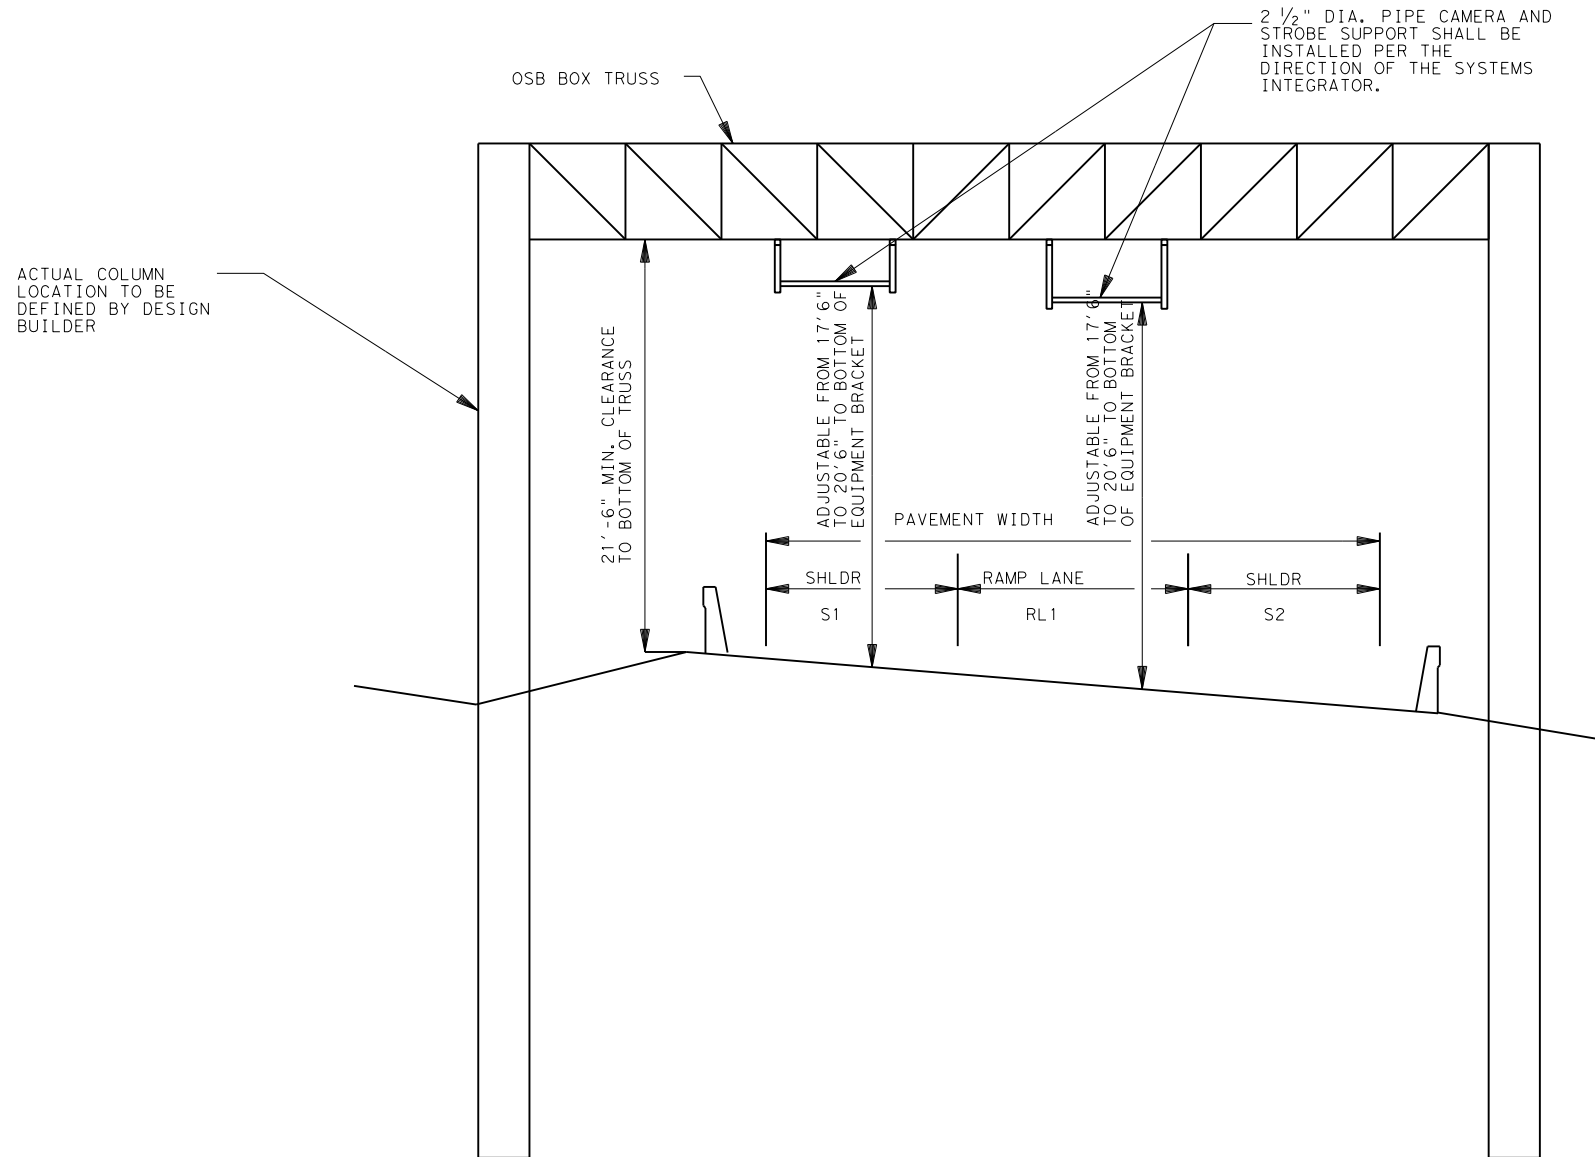 2 ½" DIA. PIPE CAMERA AND
STROBE SUPPORT SHALL BE
INSTALLED PER THE
DIRECTION OF THE SYSTEMS
INTEGRATOR.
OSB BOX TRUSS
ACTUAL COLUMN
LOCATION TO BE
DEFINED BY DESIGN
BUILDER
21'-6" MIN. CLEARANCE
TO BOTTOM OF TRUSS
ADJUSTABLE FROM 17'6"
TO 20'6" TO BOTTOM OF
EQUIPMENT BRACKET
ADJUSTABLE FROM 17'6"
TO 20'6" TO BOTTOM
OF EQUIPMENT BRACKET
PAVEMENT WIDTH
SHLDR
RAMP LANE
SHLDR
S1
RL1
S2